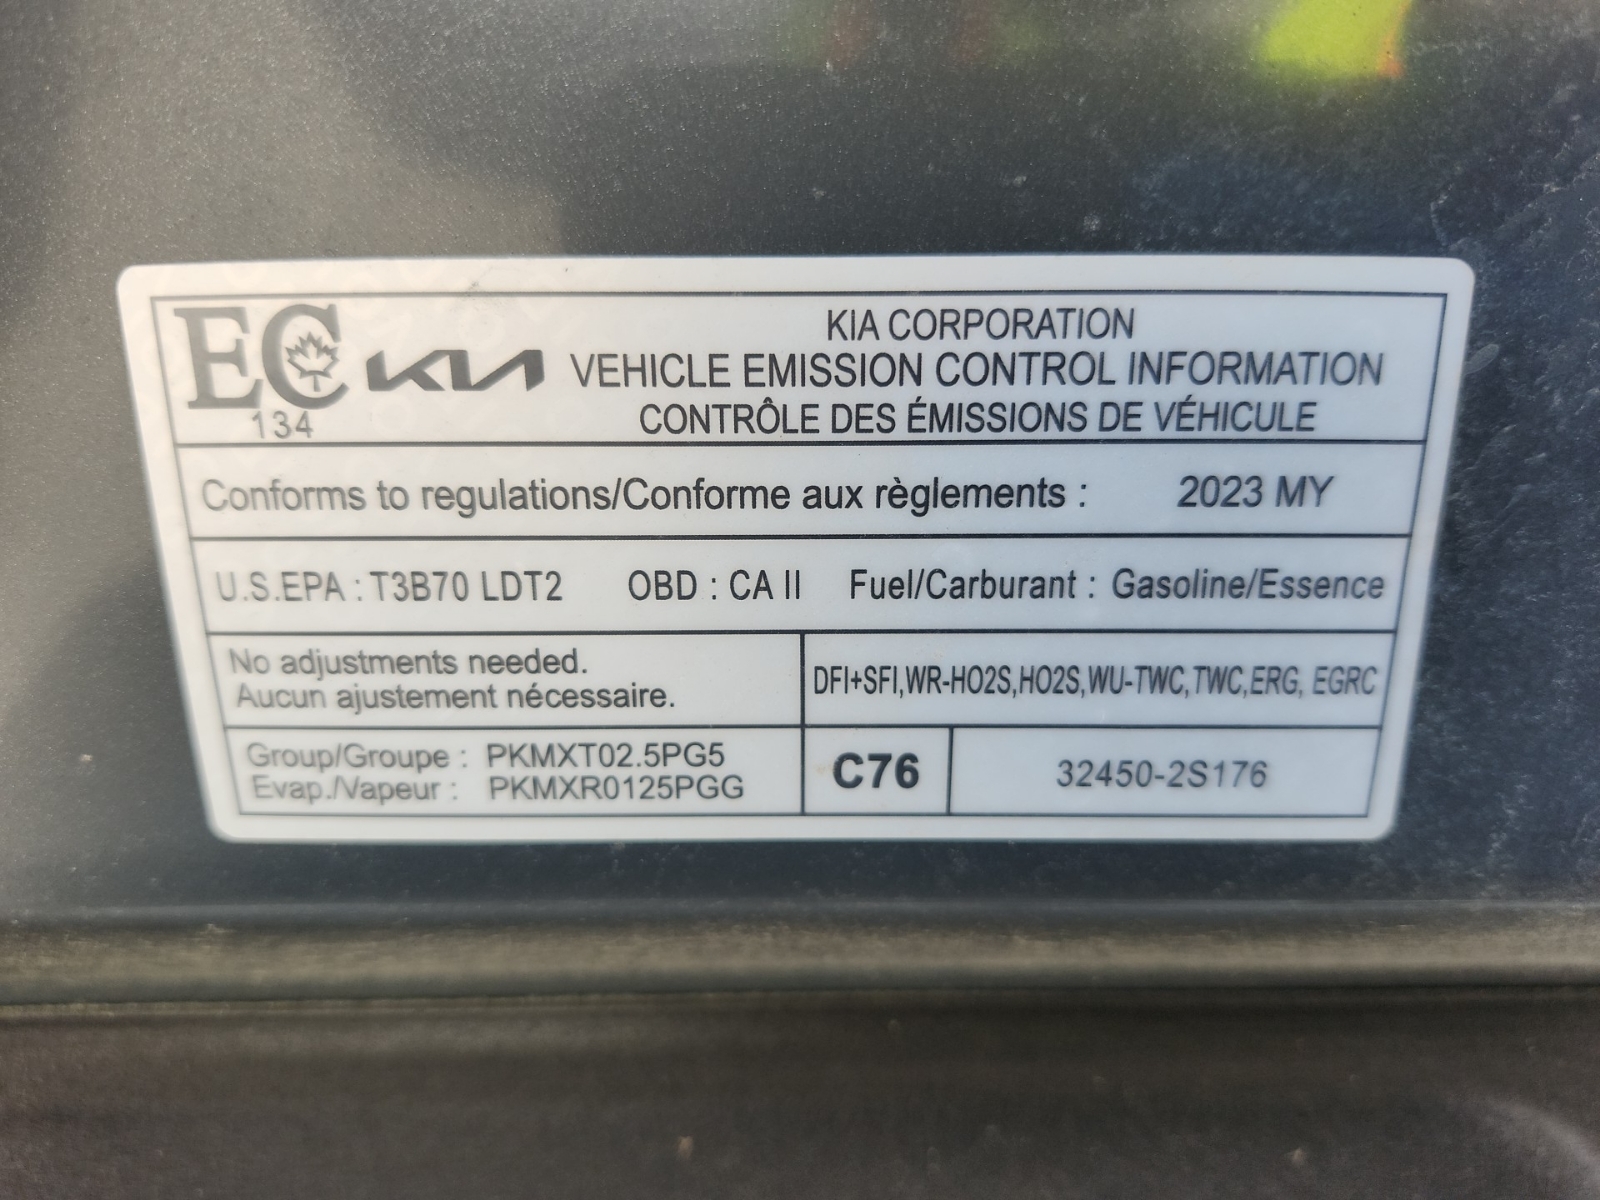 EC KIA KIA CORPORATION
134
VEHICLE EMISSION CONTROL INFORMATION
CONTRÔLE DES ÉMISSIONS DE VÉHICULE
Conforms to regulations/Conforme aux règlements : 2023 MY
U.S.EPA : T3B70 LDT2 OBD : CA II Fuel/Carburant : Gasoline/Essence
No adjustments needed.
Aucun ajustement nécessaire.
DFI+SFI,WR-HO2S,HO2S,WU-TWC,TWC,ERG, EGRC
Group/Groupe : PKMXT02.5PG5
Evap./Vapeur : PKMXR0125PGG
C76
32450-2S176